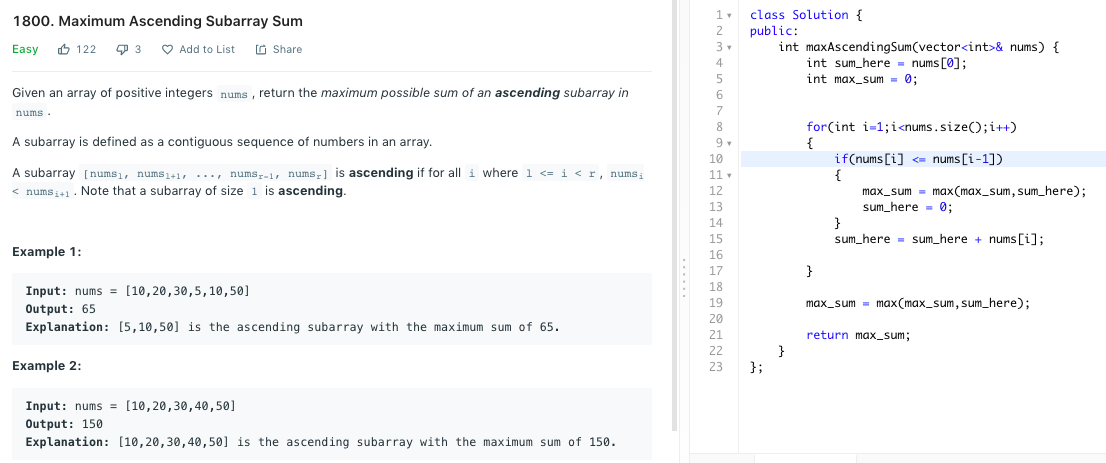 1800. Maximum Ascending Subarray Sum
Easy 122 3 Add to List Share
Given an array of positive integers nums , return the maximum possible sum of an ascending subarray in
nums .
A subarray is defined as a contiguous sequence of numbers in an array.
A subarray [numsl, numsl+1, ..., numsr-1, numsr] is ascending if for all i where l <= i < r , numsi
< numsi+1 . Note that a subarray of size 1 is ascending.
Example 1:
Input: nums = [10,20,30,5,10,50]
Output: 65
Explanation: [5,10,50] is the ascending subarray with the maximum sum of 65.
Example 2:
Input: nums = [10,20,30,40,50]
Output: 150
Explanation: [10,20,30,40,50] is the ascending subarray with the maximum sum of 150.
1 class Solution {
2 public:
3 int maxAscendingSum(vector<int>& nums) {
4 int sum_here = nums[0];
5 int max_sum = 0;
6
7
8 for(int i=1;i<nums.size();i++)
9 {
10 if(nums[i] <= nums[i-1])
11 {
12 max_sum = max(max_sum,sum_here);
13 sum_here = 0;
14 }
15 sum_here = sum_here + nums[i];
16
17 }
18
19 max_sum = max(max_sum,sum_here);
20
21 return max_sum;
22 }
23 };